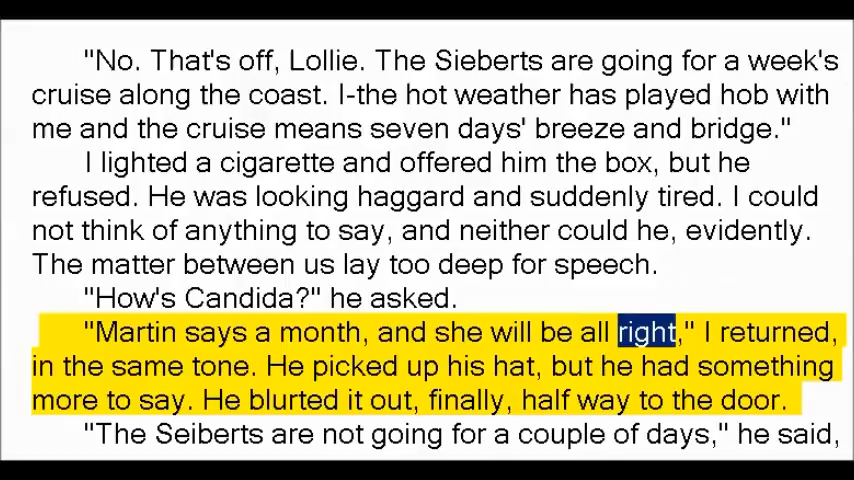 "No. That's off, Lollie. The Sieberts are going for a week's
cruise along the coast. I-the hot weather has played hob with
me and the cruise means seven days' breeze and bridge."
I lighted a cigarette and offered him the box, but he
refused. He was looking haggard and suddenly tired. I could
not think of anything to say, and neither could he, evidently.
The matter between us lay too deep for speech.
"How's Candida?" he asked.
"Martin says a month, and she will be all right," I returned,
in the same tone. He picked up his hat, but he had something
more to say. He blurted it out, finally, half way to the door.
"The Seiberts are not going for a couple of days," he said,